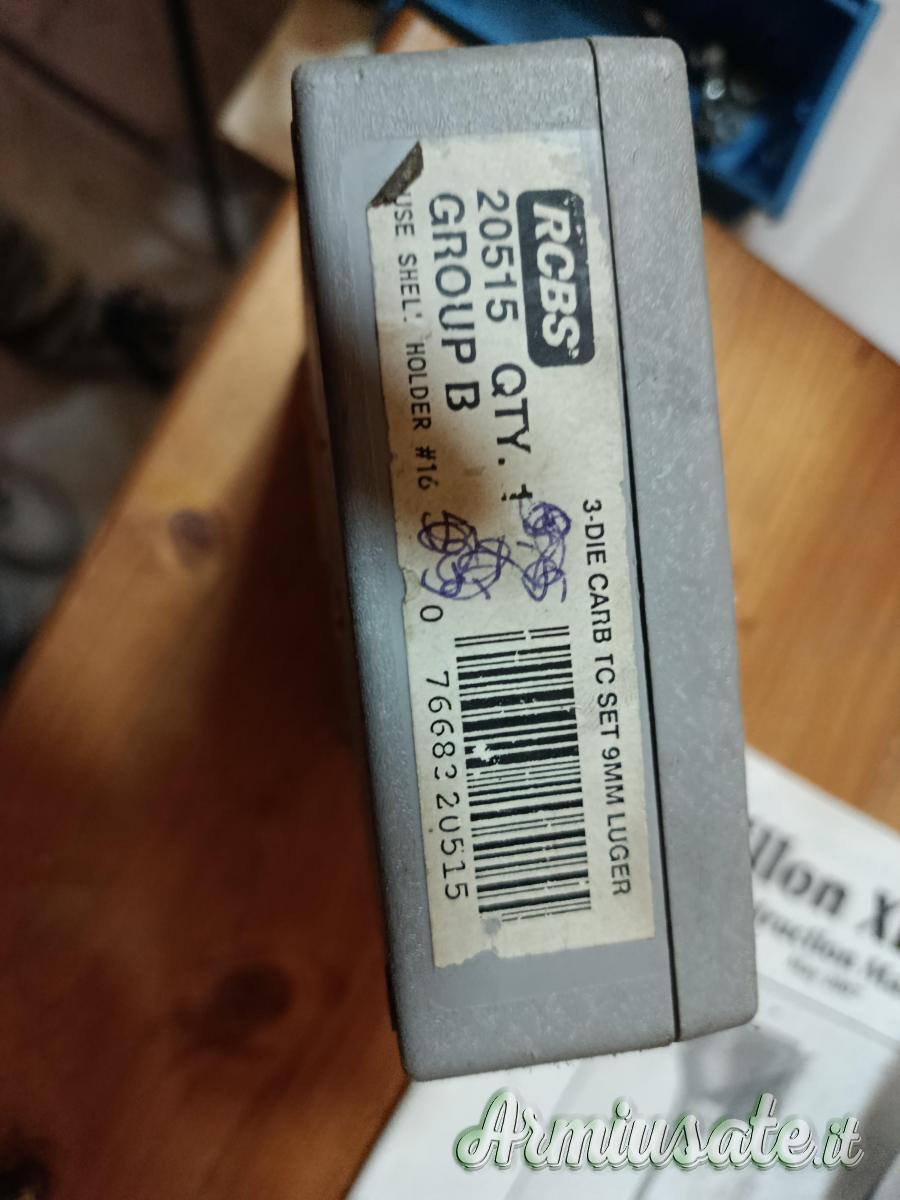 RCBS
20515 QTY. 1
GROUP B
USE SHELL HOLDER #16
3-DIE CARB TC SET 9MM LUGER
0 76683 20515
Armiusate.it